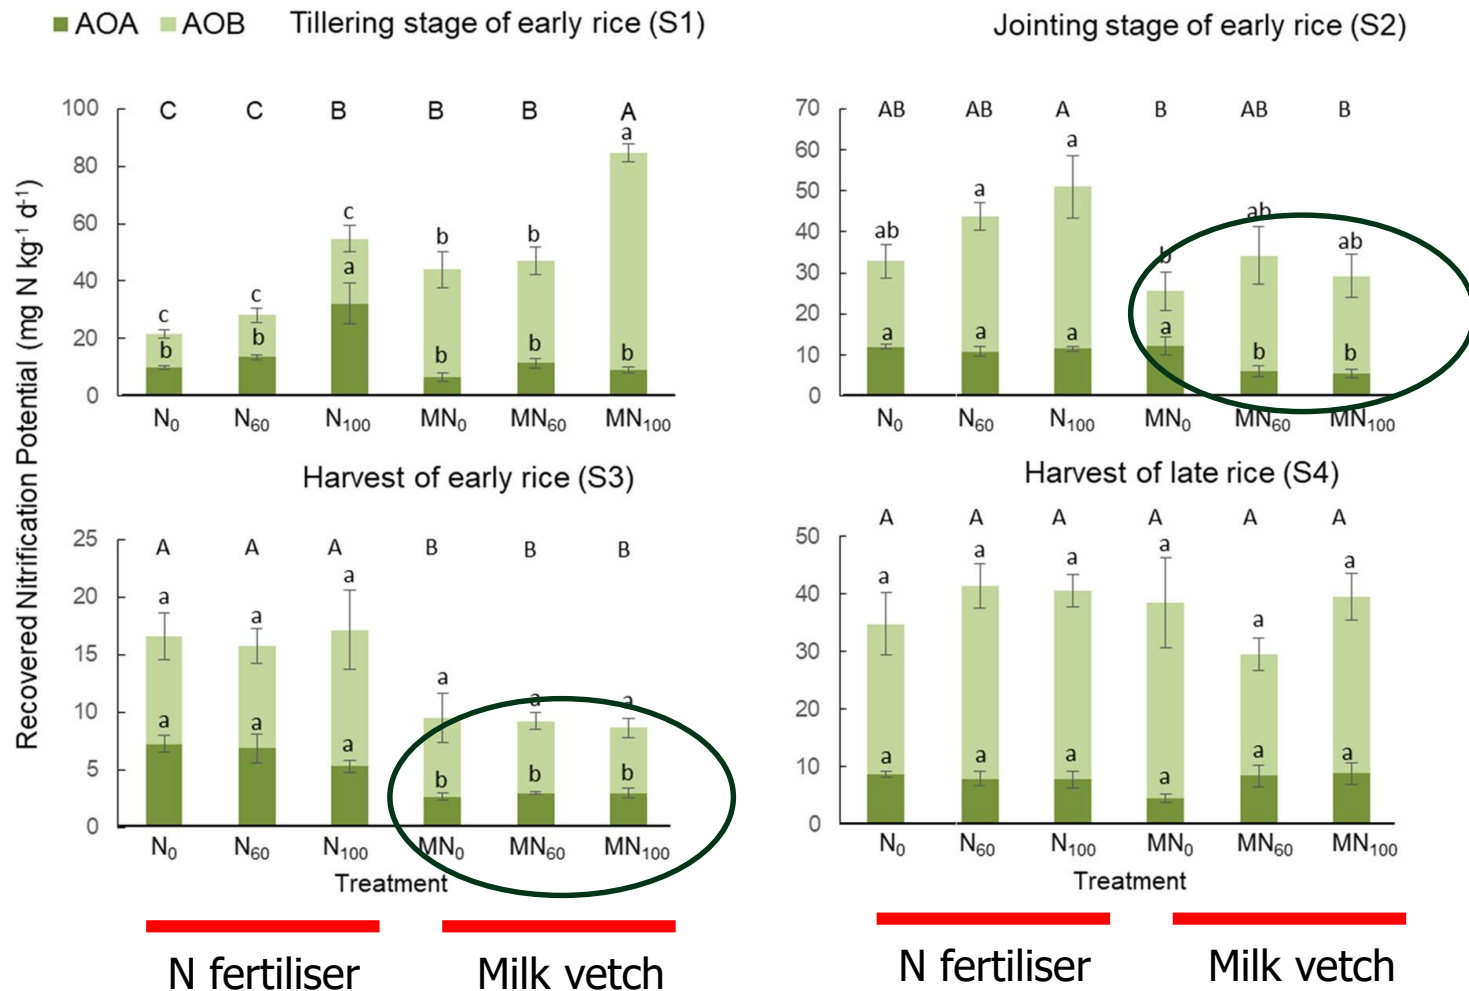 AOA AOB Tillering stage of early rice (S1)
Jointing stage of early rice (S2)
Recovered Nitrification Potential (mg N kg⁻¹ d⁻¹)
100 C C B B B A
a
80
60 c b b
a
40
c c
20 b b b b b
0
N₀ N₆₀ N₁₀₀ MN₀ MN₆₀ MN₁₀₀
70 AB AB A B AB B
60 a
50 a
40 ab ab ab
30 b
20
a a a a
10 b b
0
N₀ N₆₀ N₁₀₀ MN₀ MN₆₀ MN₁₀₀
Harvest of early rice (S3)
25 A A A B B B
20 a a a
15 a
10 a a
a a a
5 b b b
0
N₀ N₆₀ N₁₀₀ MN₀ MN₆₀ MN₁₀₀
Treatment
Harvest of late rice (S4)
A A A A A A
50 a a a a a
40
30 a
20
10 a a a a a a
0
N₀ N₆₀ N₁₀₀ MN₀ MN₆₀ MN₁₀₀
Treatment
N fertiliser Milk vetch
N fertiliser Milk vetch